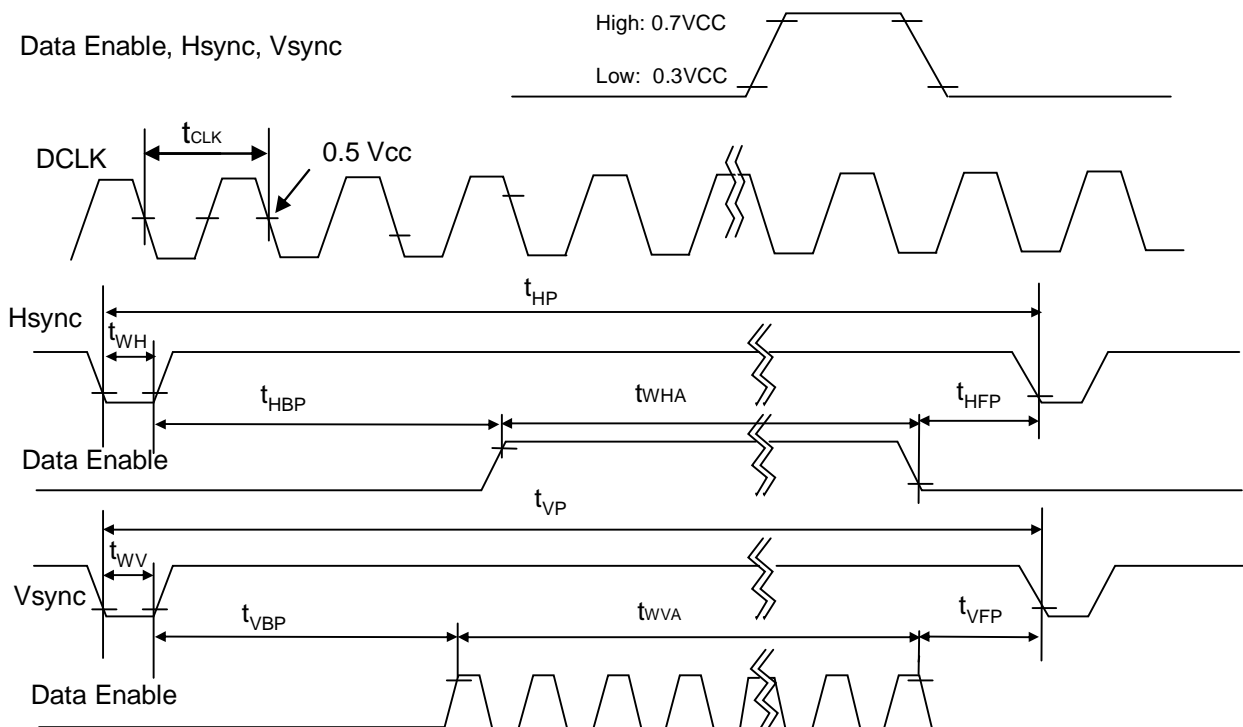 High: 0.7VCC
Data Enable, Hsync, Vsync
Low: 0.3VCC
tCLK
DCLK
0.5 Vcc
tHP
Hsync
tWH
tHBP
tWHA
tHFP
Data Enable
tVP
tWV
Vsync
tVBP
tWVA
tVFP
Data Enable